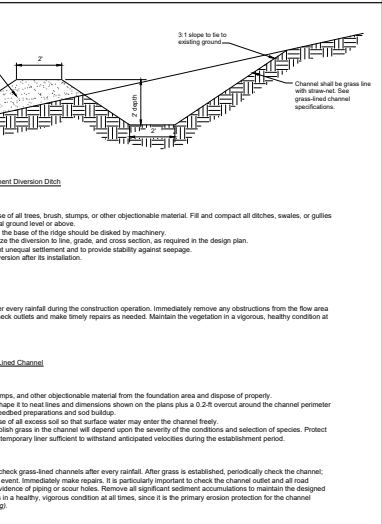 3:1 slope to tie to
existing ground
2'
2' depth
2'
Channel shall be grass line
with straw-net. See
grass-lined channel
specifications.
ent Diversion Ditch
se of all trees, brush, stumps, or other objectionable material. Fill and compact all ditches, swales, or gullies
al ground level or above.
the base of the ridge should be disked by machinery.
ze the diversion to line, grade, and cross section, as required in the design plan.
nt unequal settlement and to provide stability against seepage.
version after its installation.
er every rainfall during the construction operation. Immediately remove any obstructions from the flow area
eck outlets and make timely repairs as needed. Maintain the vegetation in a vigorous, healthy condition at
Lined Channel
mps, and other objectionable material from the foundation area and dispose of properly.
hape it to neat lines and dimensions shown on the plans plus a 0.2-ft overcut around the channel perimeter
eedbed preparations and sod buildup.
se of all excess soil so that surface water may enter the channel freely.
blish grass in the channel will depend upon the severity of the conditions and selection of species. Protect
temporary liner sufficient to withstand anticipated velocities during the establishment period.
check grass-lined channels after every rainfall. After grass is established, periodically check the channel;
event. Immediately make repairs. It is particularly important to check the channel outlet and all road
vidence of piping or scour holes. Remove all significant sediment accumulations to maintain the designed
s in a healthy, vigorous condition at all times, since it is the primary erosion protection for the channel
g).